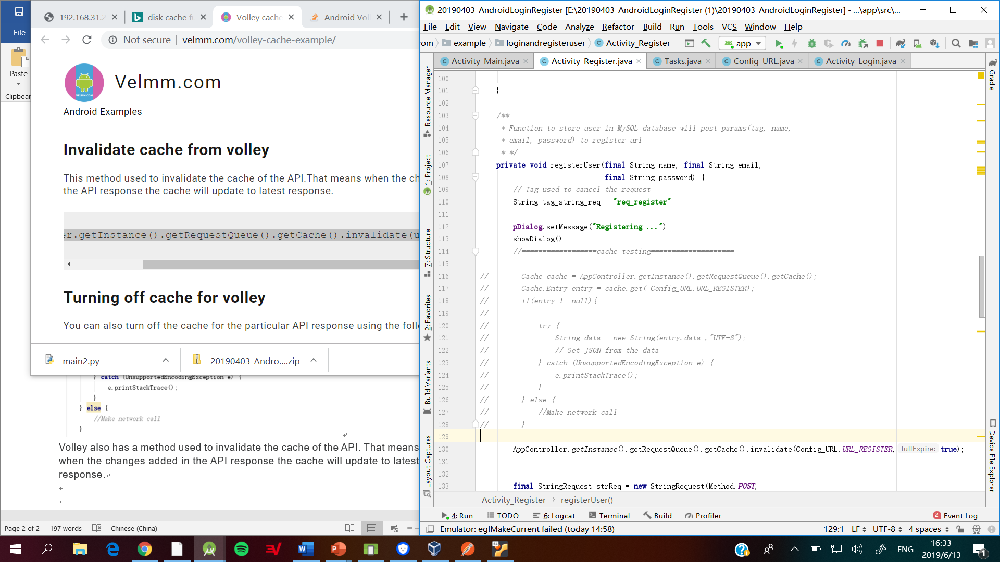 File
Paste
Clipboar
192.168.31.2
disk cache fu
Volley cache
Android Voll
Not secure | velmm.com/volley-cache-example/
Velmm.com
VELMM.COM
Android Examples
Invalidate cache from volley
This method used to invalidate the cache of the API.That means when the ch
the API response the cache will update to latest response.
er.getInstance().getRequestQueue().getCache().invalidate(u
Turning off cache for volley
You can also turn off the cache for the particular API response using the follo
main2.py
20190403_Andro....zip
} catch (UnsupportedEncodingException e) {
e.printStackTrace();
}
} else {
//Make network call
}
Volley also has a method used to invalidate the cache of the API. That means
when the changes added in the API response the cache will update to latest
response.
Page 2 of 2 197 words Chinese (China)
20190403_AndroidLoginRegister [E:\20190403_AndroidLoginRegister (1)\20190403_AndroidLoginRegister] - ...\app\src\...
File Edit View Navigate Code Analyze Refactor Build Run Tools VCS Window Help
com example loginandregisteruser Activity_Register app
Activity_Main.java Activity_Register.java Tasks.java Config_URL.java Activity_Login.java
Resource Manager
1: Project
Z: Structure
2: Favorites
Build Variants
Layout Captures
100
101 }
102
103 /**
104 * Function to store user in MySQL database will post params(tag, name,
105 * email, password) to register url
106 * */
107 private void registerUser(final String name, final String email,
108 final String password) {
109 // Tag used to cancel the request
110 String tag_string_req = "req_register";
111
112 pDialog.setMessage("Registering ...");
113 showDialog();
114 //==================cache testing====================
115
116 // Cache cache = AppController.getInstance().getRequestQueue().getCache();
117 // Cache.Entry entry = cache.get( Config_URL.URL_REGISTER);
118 // if(entry != null){
119 //
120 // try {
121 // String data = new String(entry.data ,"UTF-8");
122 // // Get JSON from the data
123 // } catch (UnsupportedEncodingException e) {
124 // e.printStackTrace();
125 // }
126 // } else {
127 // //Make network call
128 // }
129
130 AppController.getInstance().getRequestQueue().getCache().invalidate(Config_URL.URL_REGISTER, fullExpire: true);
131
132
133 final StringRequest strReq = new StringRequest(Method.POST,
Gradle
Device File Explorer
Activity_Register registerUser()
4: Run TODO 6: Logcat Terminal Build Profiler 2 Event Log
Emulator: eglMakeCurrent failed (today 14:58) 129:1 LF UTF-8 4 spaces
64
ENG
16:33
2019/6/13
1